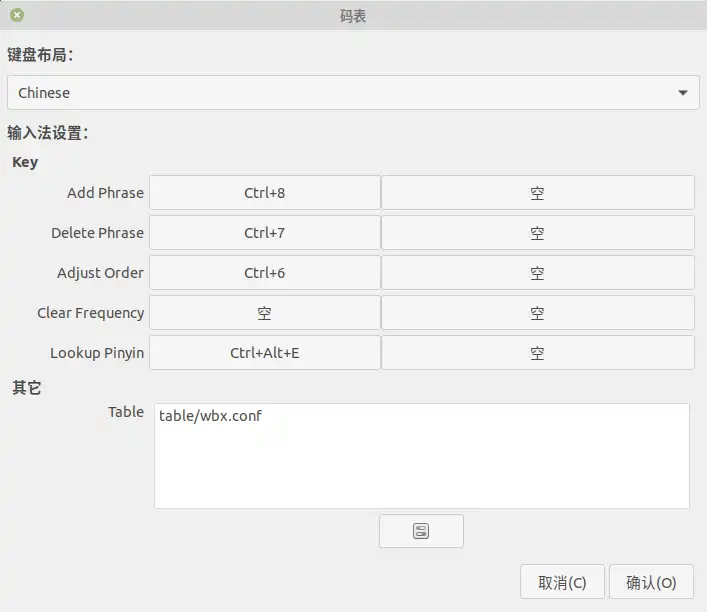 码表
键盘布局：
Chinese
输入法设置：
Key
Add Phrase Ctrl+8 空
Delete Phrase Ctrl+7 空
Adjust Order Ctrl+6 空
Clear Frequency 空 空
Lookup Pinyin Ctrl+Alt+E 空
其它
Table table/wbx.conf
取消(C) 确认(O)